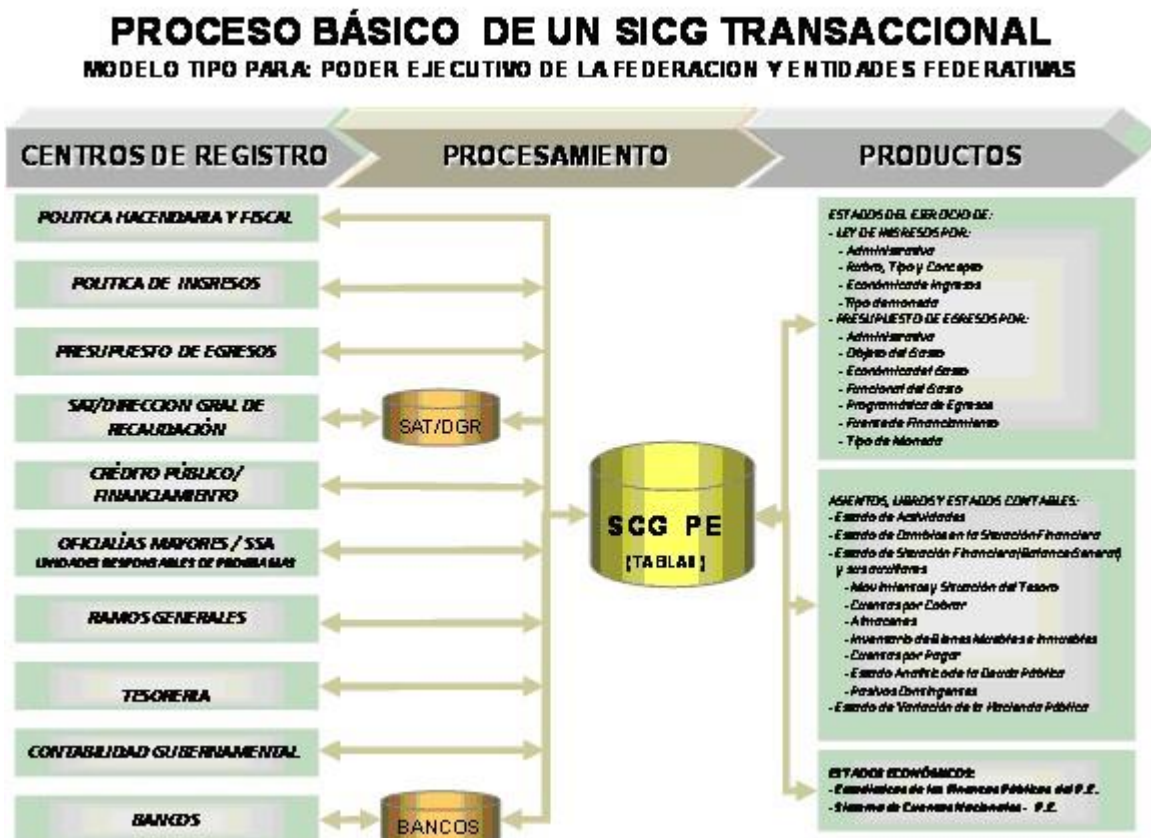 PROCESO BÁSICO DE UN SICG TRANSACCIONAL
MODELO TIPO PARA: PODER EJECUTIVO DE LA FEDERACION Y ENTIDADES FEDERATIVAS
CENTROS DE REGISTRO
PROCESAMIENTO
PRODUCTOS
POLITICA HACENDARIA Y FISCAL
POLITICA DE INGRESOS
PRESUPUESTO DE EGRESOS
SAT/DIRECCION GRAL DE
RECAUDACIÓN
CRÉDITO PÚBLICO/
FINANCIAMIENTO
OFICIALÍAS MAYORES / SSA
UNIDADES RESPONSABLES DE PROGRAMAS
RAMOS GENERALES
TESORERIA
CONTABILIDAD GUBERNAMENTAL
BANCOS
SAT/DGR
BANCOS
SCG PE
(TABLAS)
ESTADOS DEL EJERCICIO DE:
- LEY DE INGRESOS POR:
- Administrativa
- Rubro, Tipo y Concepto
- Económica de Ingresos
- Tipo de moneda
- PRESUPUESTO DE EGRESOS POR:
- Administrativa
- Objeto del Gasto
- Económica del Gasto
- Funcional del Gasto
- Programática de Egresos
- Fuente de Financiamiento
- Tipo de Moneda
ASIENTOS, LIBROS Y ESTADOS CONTABLES:
- Estado de Actividades
- Estado de Cambios en la Situación Financiera
- Estado de Situación Financiera (Balance General)
y sus auxiliares
- Movimientos y Situación del Tesoro
- Cuentas por Cobrar
- Almacenes
- Inventario de Bienes Muebles e Inmuebles
- Cuentas por Pagar
- Estado Analítico de la Deuda Pública
- Pasivos Contingentes
- Estado de Variación de la Hacienda Pública
ESTADOS ECONÓMICOS:
- Estadísticas de las Finanzas Públicas del P.E.
- Sistema de Cuentas Nacionales - P.E.